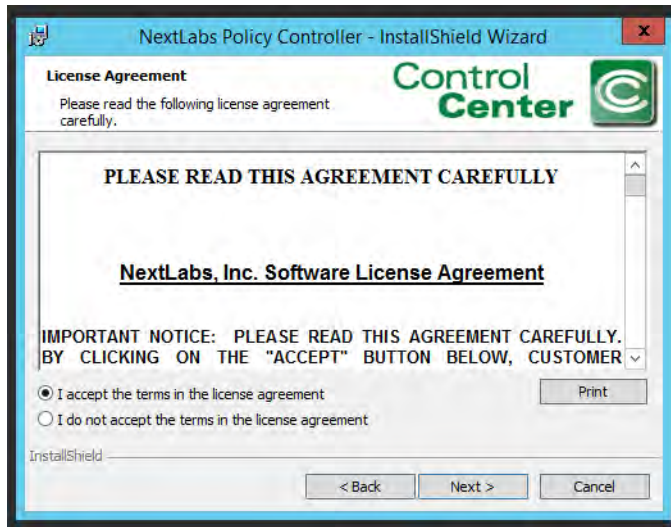 NextLabs Policy Controller - InstallShield Wizard
x
License Agreement
Please read the following license agreement
carefully.
Control
Center
C
PLEASE READ THIS AGREEMENT CAREFULLY
NextLabs, Inc. Software License Agreement
IMPORTANT NOTICE: PLEASE READ THIS AGREEMENT CAREFULLY.
BY CLICKING ON THE "ACCEPT" BUTTON BELOW, CUSTOMER
I accept the terms in the license agreement
Print
I do not accept the terms in the license agreement
InstallShield
< Back
Next >
Cancel